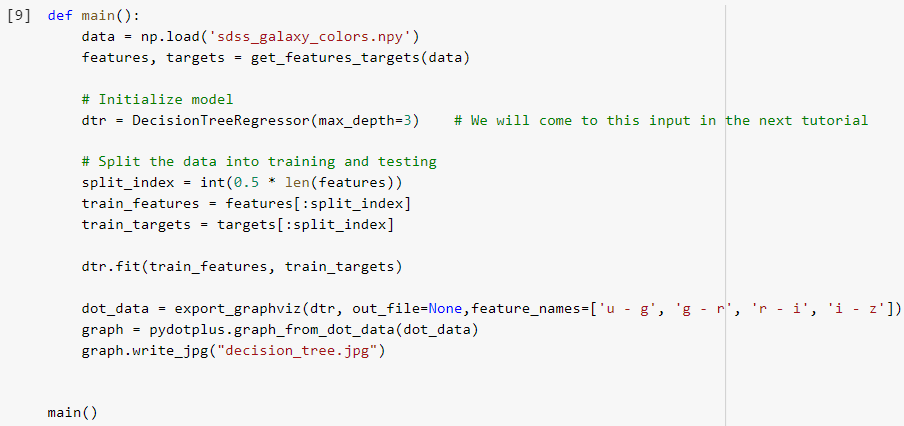 [9] def main():
    data = np.load('sdss_galaxy_colors.npy')
    features, targets = get_features_targets(data)

    # Initialize model
    dtr = DecisionTreeRegressor(max_depth=3)    # We will come to this input in the next tutorial

    # Split the data into training and testing
    split_index = int(0.5 * len(features))
    train_features = features[:split_index]
    train_targets = targets[:split_index]

    dtr.fit(train_features, train_targets)

    dot_data = export_graphviz(dtr, out_file=None,feature_names=['u - g', 'g - r', 'r - i', 'i - z'])
    graph = pydotplus.graph_from_dot_data(dot_data)
    graph.write_jpg("decision_tree.jpg")


main()